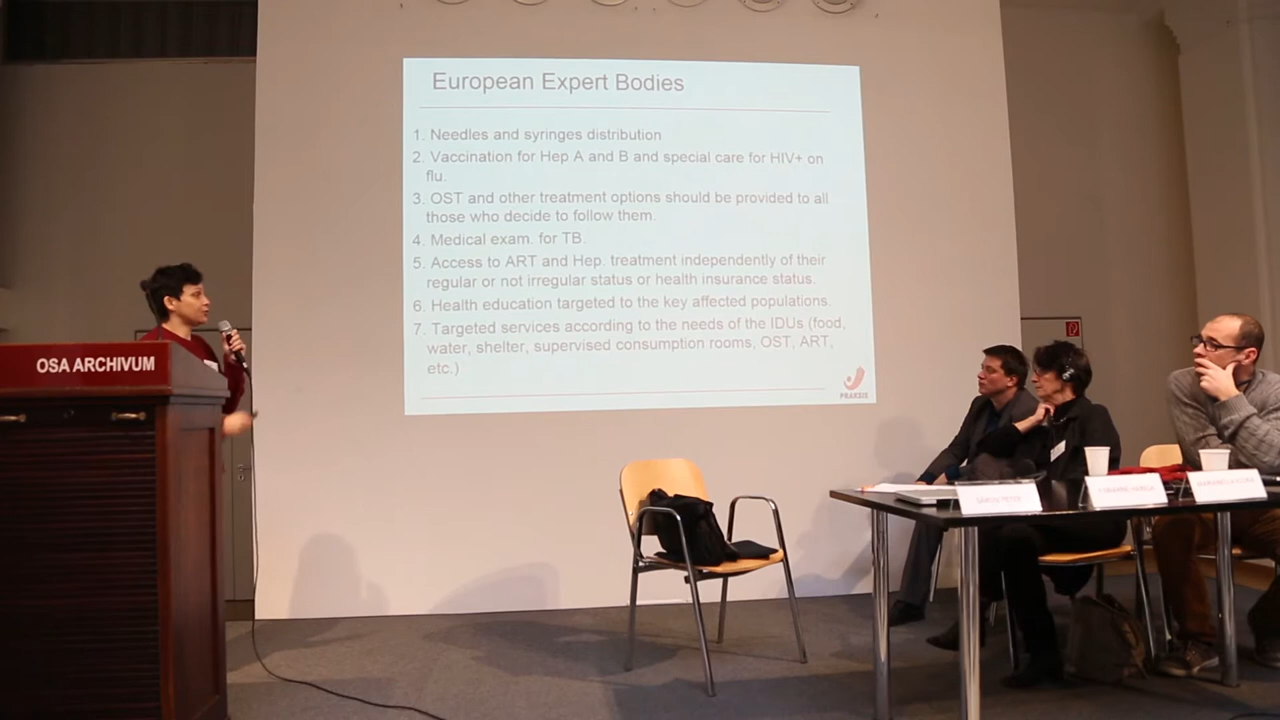 European Expert Bodies
1. Needles and syringes distribution
2. Vaccination for Hep A and B and special care for HIV+ on
flu.
3. OST and other treatment options should be provided to all
those who decide to follow them.
4. Medical exam. for TB.
5. Access to ART and Hep. treatment independently of their
regular or not irregular status or health insurance status.
6. Health education targeted to the key affected populations.
7. Targeted services according to the needs of the IDUs (food,
water, shelter, supervised consumption rooms, OST, ART,
etc.)
PRAKSIS
OSA ARCHIVUM
SÁROSI PÉTER